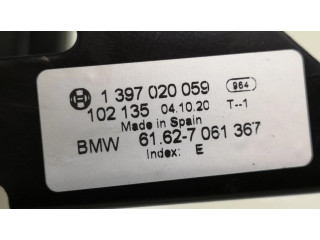 1 397 020 059 964
102 135 04.10.20 T--1
Made in Spain
BMW 61.62-7 061 367
Index: E